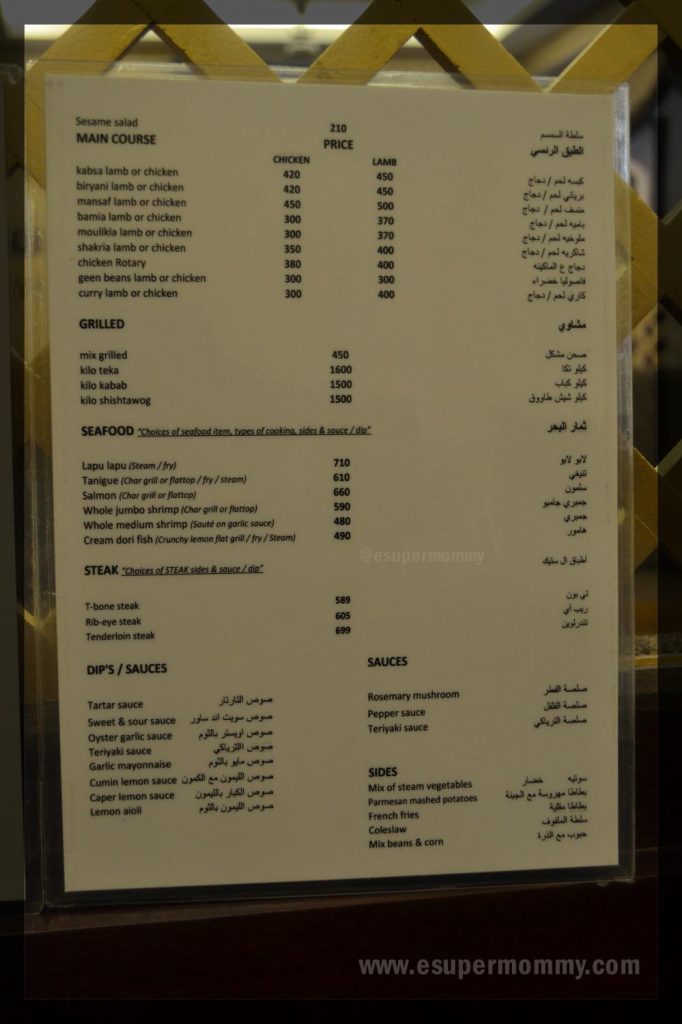 Sesame salad 210 سلطة السمسم
MAIN COURSE PRICE الطبق الرئسي
CHICKEN LAMB
kabsa lamb or chicken 420 450 كبسه لحم / دجاج
biryani lamb or chicken 420 450 برياني لحم / دجاج
mansaf lamb or chicken 450 500 منسف لحم / دجاج
bamia lamb or chicken 300 370 باميه لحم / دجاج
moulikia lamb or chicken 300 370 ملوخيه لحم / دجاج
shakria lamb or chicken 350 400 شاكريه لحم / دجاج
chicken Rotary 380 400 دجاج ع الماكينه
geen beans lamb or chicken 300 300 فاصوليا خضراء
curry lamb or chicken 300 400 كاري لحم / دجاج
GRILLED مشاوي
mix grilled 450 صحن مشكل
kilo teka 1600 كيلو تكا
kilo kabab 1500 كيلو كباب
kilo shishtawog 1500 كيلو شيش طاووق
SEAFOOD "Choices of seafood item, types of cooking, sides & sauce / dip" ثمار البحر
Lapu lapu (Steam / fry) 710 لابو لابو
Tanigue (Char grill or flattop / fry / steam) 610 تنيغي
Salmon (Char grill or flattop) 660 سلمون
Whole jumbo shrimp (Char grill or flattop) 590 جمبري جامبو
Whole medium shrimp (Sauté on garlic sauce) 480 جمبري
Cream dori fish (Crunchy lemon flat grill / fry / Steam) 490 هامور
@esupermommy
STEAK "Choices of STEAK sides & sauce / dip" أطباق ال ستيك
T-bone steak 589 تي بون
Rib-eye steak 605 ريب أي
Tenderloin steak 699 تندرلوين
DIP'S / SAUCES
Tartar sauce صوص التارتار
Sweet & sour sauce صوص سويت اند ساور
Oyster garlic sauce صوص اويستر بالثوم
Teriyaki sauce صوص االترياكي
Garlic mayonnaise صوص مايو بالثوم
Cumin lemon sauce صوص الليمون مع الكمون
Caper lemon sauce صوص الكبار بالليمون
Lemon aioli صوص الليمون بالثوم
SAUCES
Rosemary mushroom صلصة الفطر
Pepper sauce صلصة الفلفل
Teriyaki sauce صلصة الترياكي
SIDES
Mix of steam vegetables سوتيه خضار
Parmesan mashed potatoes بطاطا مهروسة مع الجبنة
French fries بطاطا مقلية
Coleslaw سلطة الملفوف
Mix beans & corn حبوب مع الذرة
www.esupermommy.com